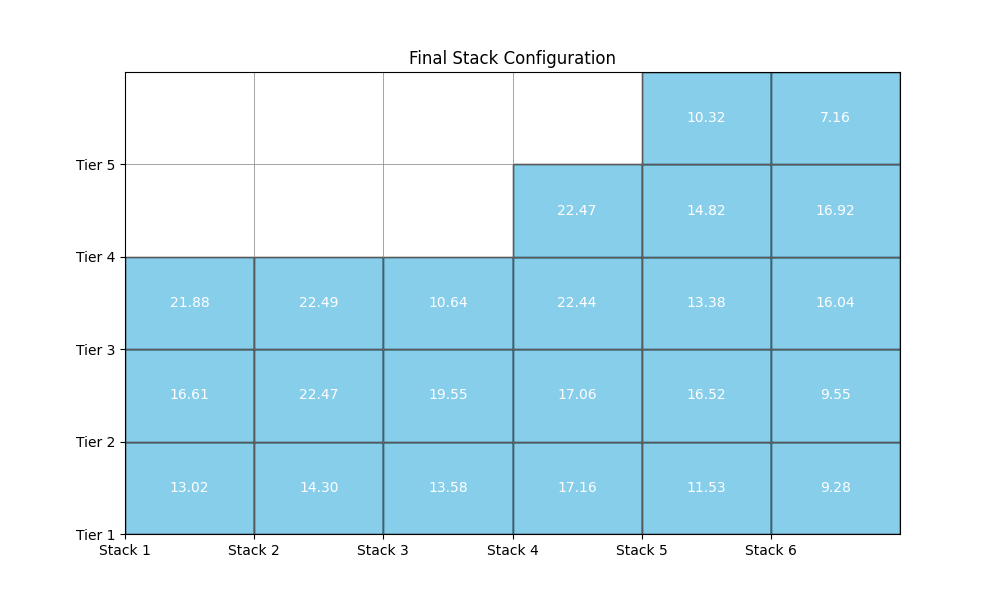 Final Stack Configuration
10.32 7.16
Tier 5
22.47 14.82 16.92
Tier 4
21.88 22.49 10.64 22.44 13.38 16.04
Tier 3
16.61 22.47 19.55 17.06 16.52 9.55
Tier 2
13.02 14.30 13.58 17.16 11.53 9.28
Tier 1
Stack 1 Stack 2 Stack 3 Stack 4 Stack 5 Stack 6